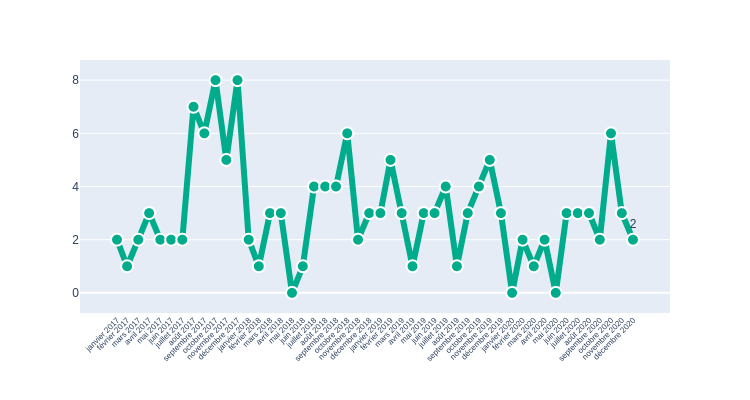 8
6
4
2
0
2
janvier 2017
février 2017
mars 2017
avril 2017
mai 2017
juin 2017
juillet 2017
août 2017
septembre 2017
octobre 2017
novembre 2017
décembre 2017
janvier 2018
février 2018
mars 2018
avril 2018
mai 2018
juin 2018
juillet 2018
août 2018
septembre 2018
octobre 2018
novembre 2018
décembre 2018
janvier 2019
février 2019
mars 2019
avril 2019
mai 2019
juin 2019
juillet 2019
août 2019
septembre 2019
octobre 2019
novembre 2019
décembre 2019
janvier 2020
février 2020
mars 2020
avril 2020
mai 2020
juin 2020
juillet 2020
août 2020
septembre 2020
octobre 2020
novembre 2020
décembre 2020